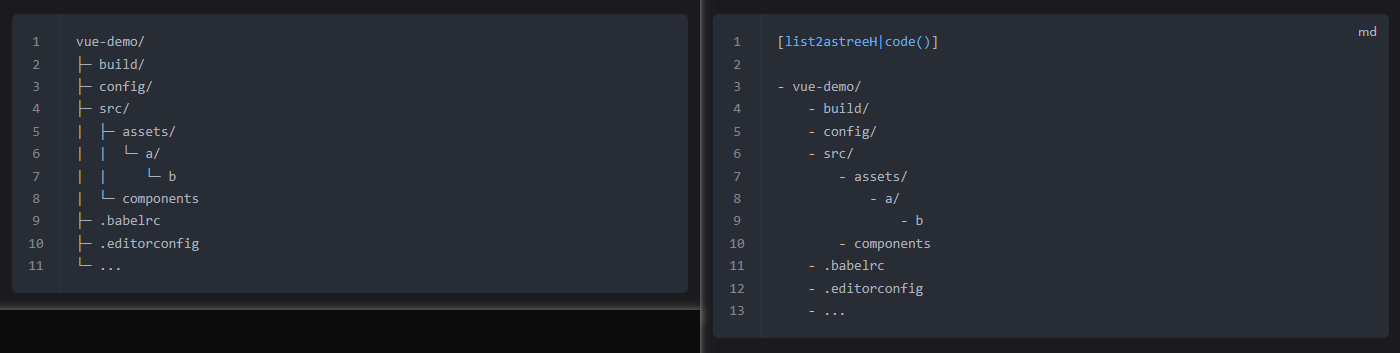 1 vue-demo/
2 ├─ build/
3 ├─ config/
4 ├─ src/
5 |  ├─ assets/
6 |  |  └─ a/
7 |  |     └─ b
8 |  └─ components
9 ├─ .babelrc
10 ├─ .editorconfig
11 └─ ...
md
1 [list2astreeH|code()]
2
3 - vue-demo/
4     - build/
5     - config/
6     - src/
7         - assets/
8             - a/
9                 - b
10         - components
11     - .babelrc
12     - .editorconfig
13     - ...